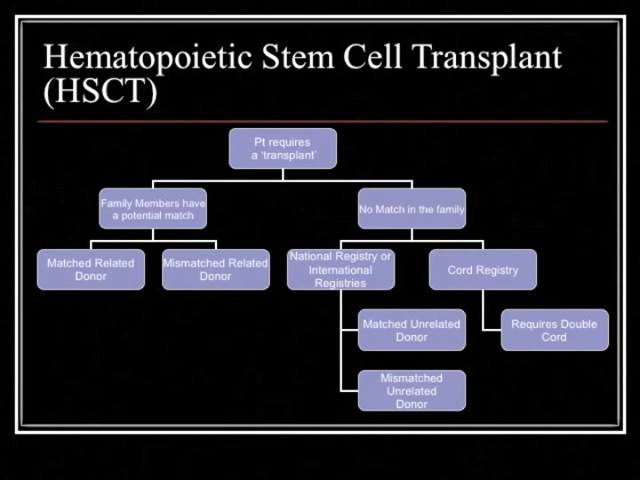 Hematopoietic Stem Cell Transplant
(HSCT)
Pt requires
a 'transplant'
Family Members have
a potential match
No Match in the family
Matched Related
Donor
Mismatched Related
Donor
National Registry or
International
Registries
Cord Registry
Matched Unrelated
Donor
Requires Double
Cord
Mismatched
Unrelated
Donor